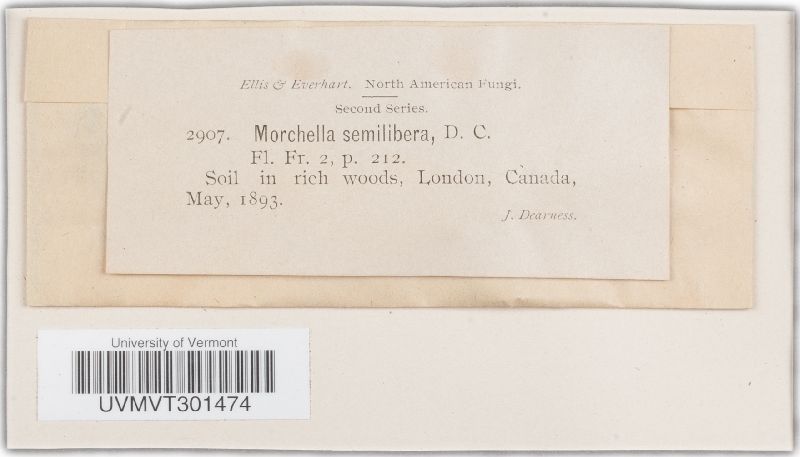 Ellis & Everhart. North American Fungi.
Second Series.
2907. Morchella semilibera, D. C.
Fl. Fr. 2, p. 212.
Soil in rich woods, London, Canada,
May, 1893.
J. Dearness.
University of Vermont
UVMVT301474